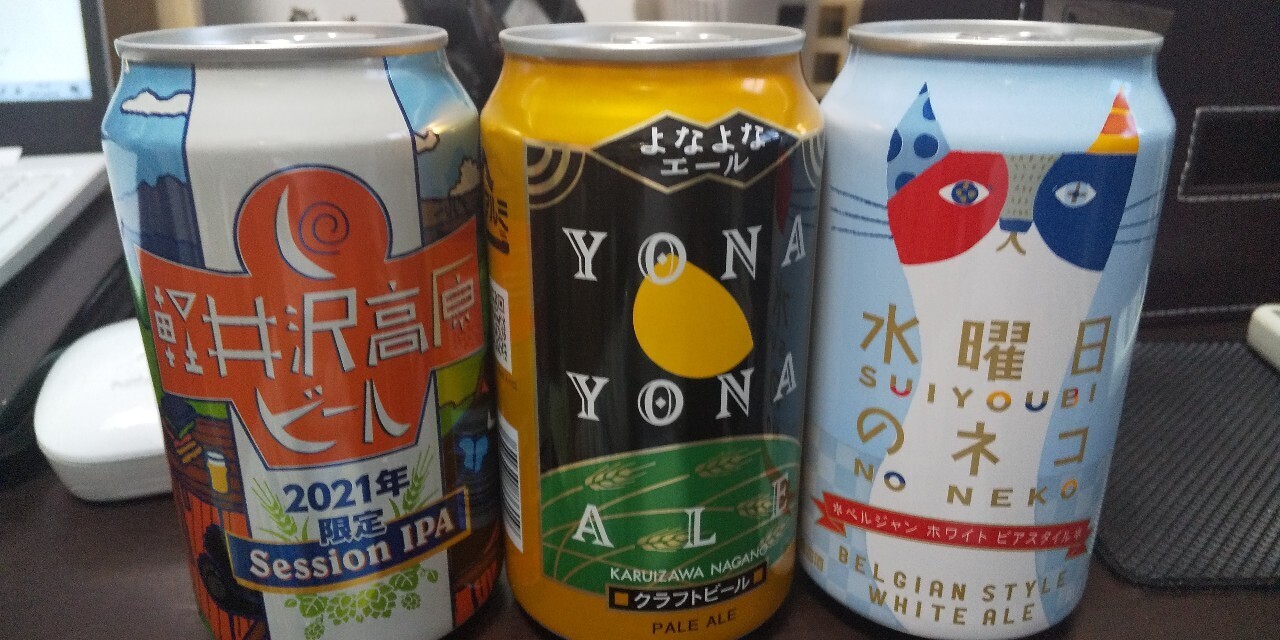 軽井沢高原
ビール
2021年
限定
Session IPA
よなよな
エール
YONA
YONA
ALE
KARUIZAWA NAGANO
クラフトビール
PALE ALE
水曜日
SUIYOUBI
のネコ
NO NEKO
ベルジャン ホワイト ビアスタイル
BELGIAN STYLE
WHITE ALE